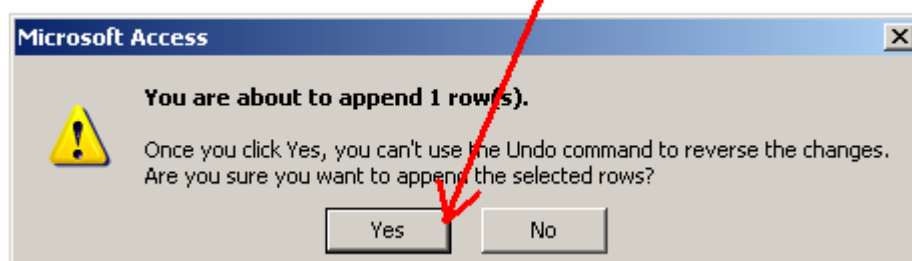 Microsoft Access
You are about to append 1 row(s).
Once you click Yes, you can't use the Undo command to reverse the changes.
Are you sure you want to append the selected rows?
Yes
No